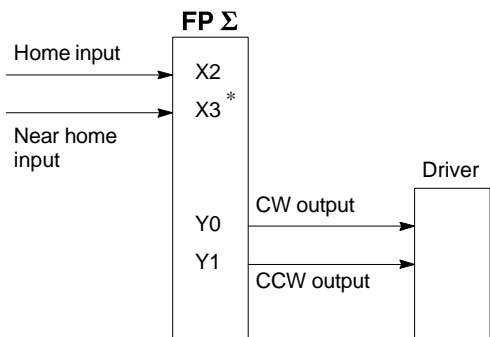 FP Σ
Home input
X2
X3 *
Near home
input
Driver
Y0
CW output
Y1
CCW output